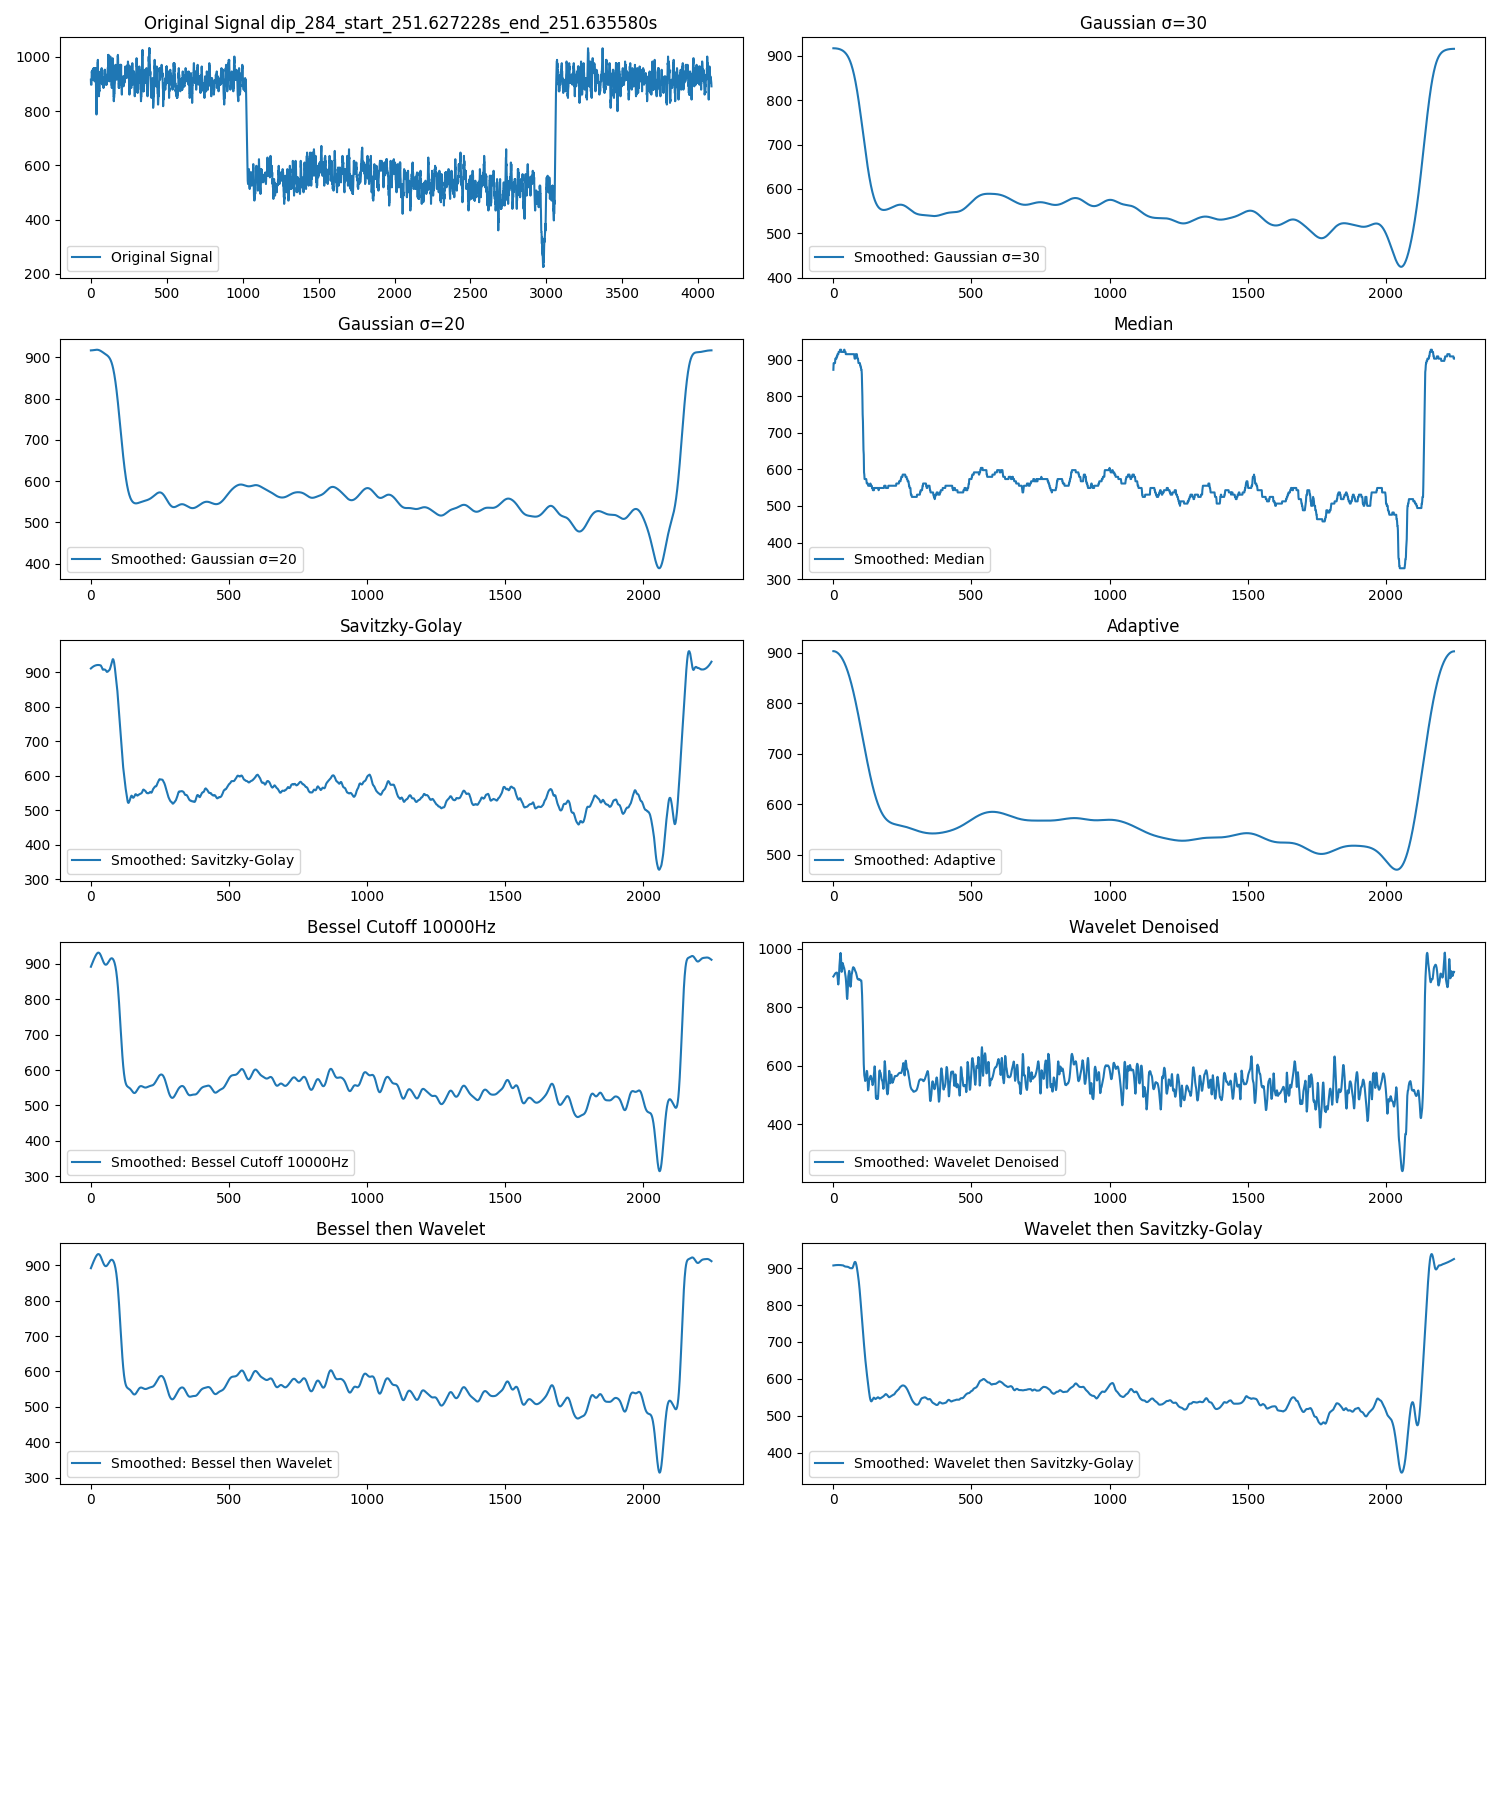 Original Signal dip_284_start_251.627228s_end_251.635580s
1000
800
600
400
200
Original Signal
0 500 1000 1500 2000 2500 3000 3500 4000
Gaussian σ=30
900
800
700
600
500
400
Smoothed: Gaussian σ=30
0 500 1000 1500 2000
Gaussian σ=20
900
800
700
600
500
400
Smoothed: Gaussian σ=20
0 500 1000 1500 2000
Median
900
800
700
600
500
400
300
Smoothed: Median
0 500 1000 1500 2000
Savitzky-Golay
900
800
700
600
500
400
300
Smoothed: Savitzky-Golay
0 500 1000 1500 2000
Adaptive
900
800
700
600
500
Smoothed: Adaptive
0 500 1000 1500 2000
Bessel Cutoff 10000Hz
900
800
700
600
500
400
300
Smoothed: Bessel Cutoff 10000Hz
0 500 1000 1500 2000
Wavelet Denoised
1000
800
600
400
Smoothed: Wavelet Denoised
0 500 1000 1500 2000
Bessel then Wavelet
900
800
700
600
500
400
300
Smoothed: Bessel then Wavelet
0 500 1000 1500 2000
Wavelet then Savitzky-Golay
900
800
700
600
500
400
Smoothed: Wavelet then Savitzky-Golay
0 500 1000 1500 2000